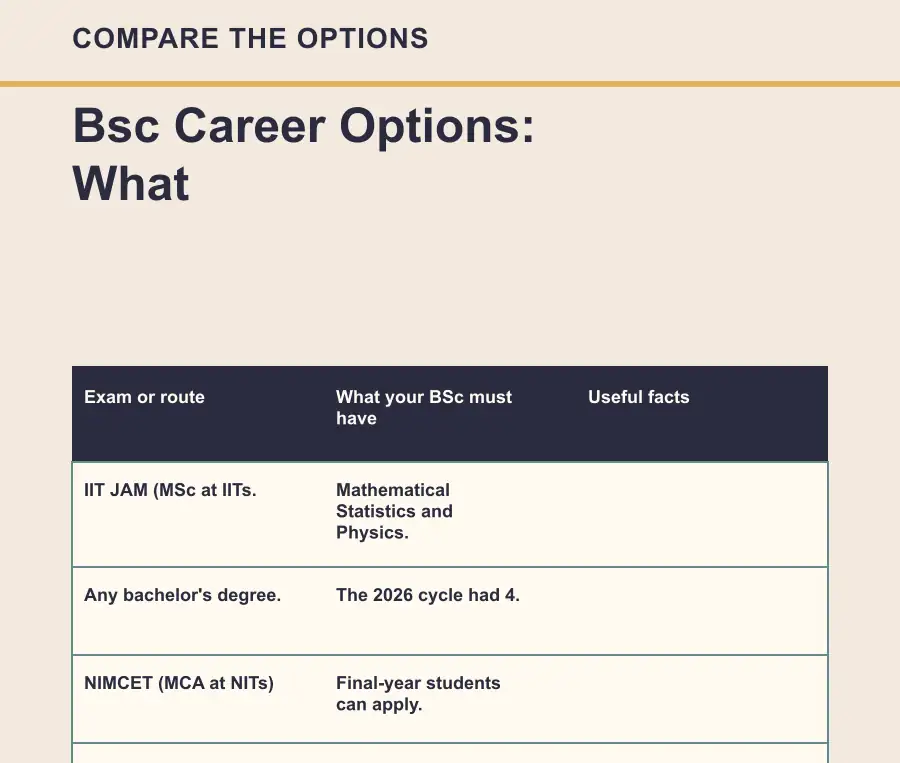 COMPARE THE OPTIONS
Bsc Career Options:
What
Exam or route
What your BSc must
have
Useful facts
IIT JAM (MSc at IITs.
Mathematical
Statistics and
Physics.
Any bachelor's degree.
The 2026 cycle had 4.
NIMCET (MCA at NITs)
Final-year students
can apply.